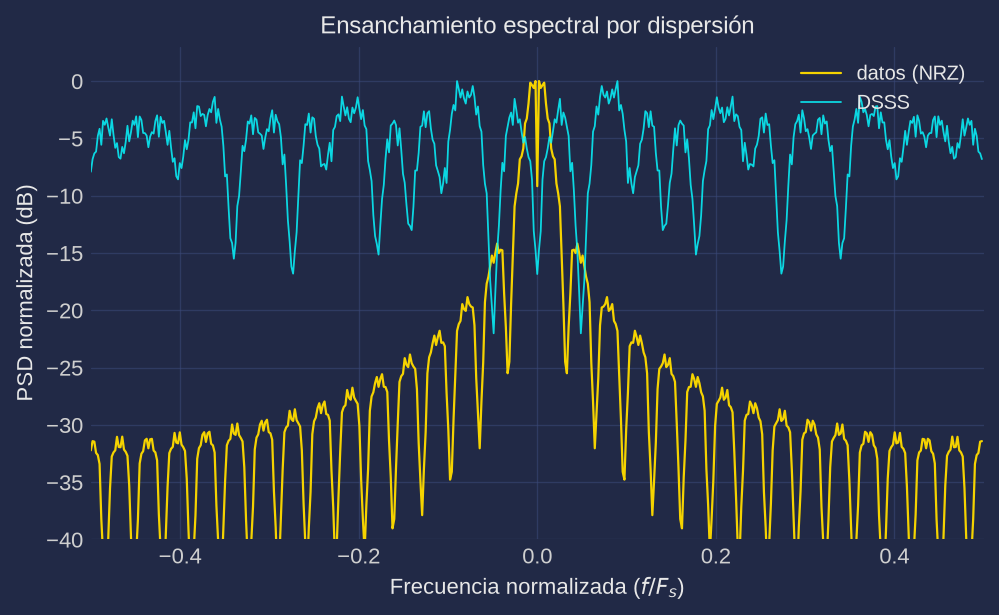 Ensanchamiento espectral por dispersión
datos (NRZ)
DSSS
PSD normalizada (dB)
0
−5
−10
−15
−20
−25
−30
−35
−40
−0.4
−0.2
0.0
0.2
0.4
Frecuencia normalizada (f/Fₛ)